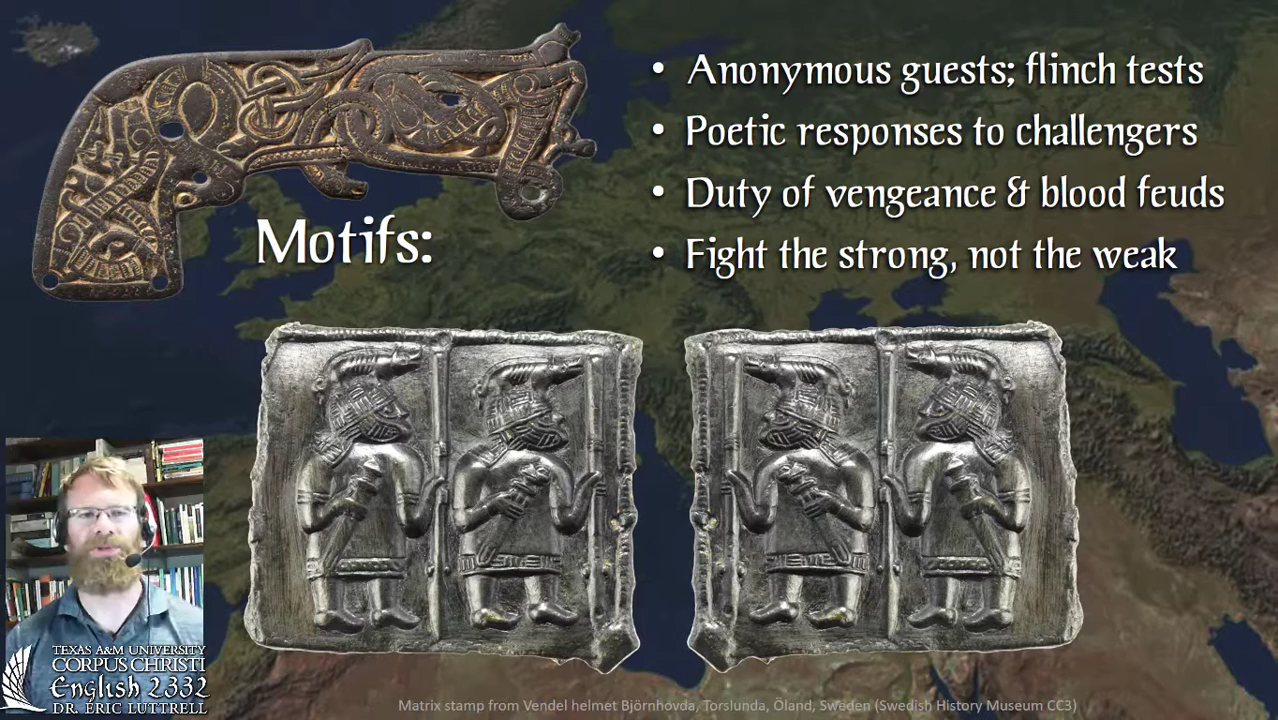 • Anonymous guests; flinch tests
• Poetic responses to challengers
• Duty of vengeance & blood feuds
• Fight the strong, not the weak
Motifs:
TEXAS A&M UNIVERSITY
CORPUS CHRISTI
English 2332
DR. ERIC LUTTRELL
Matrix stamp from Vendel helmet Björnhovda, Torslunda, Öland, Sweden (Swedish History Museum CC3)